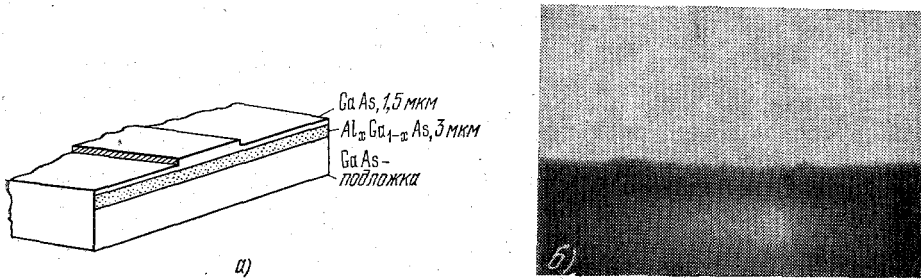 GaAs, 1,5 мкм
AlxGa1-xAs, 3 мкм
GaAs-
подложка
а)
б)